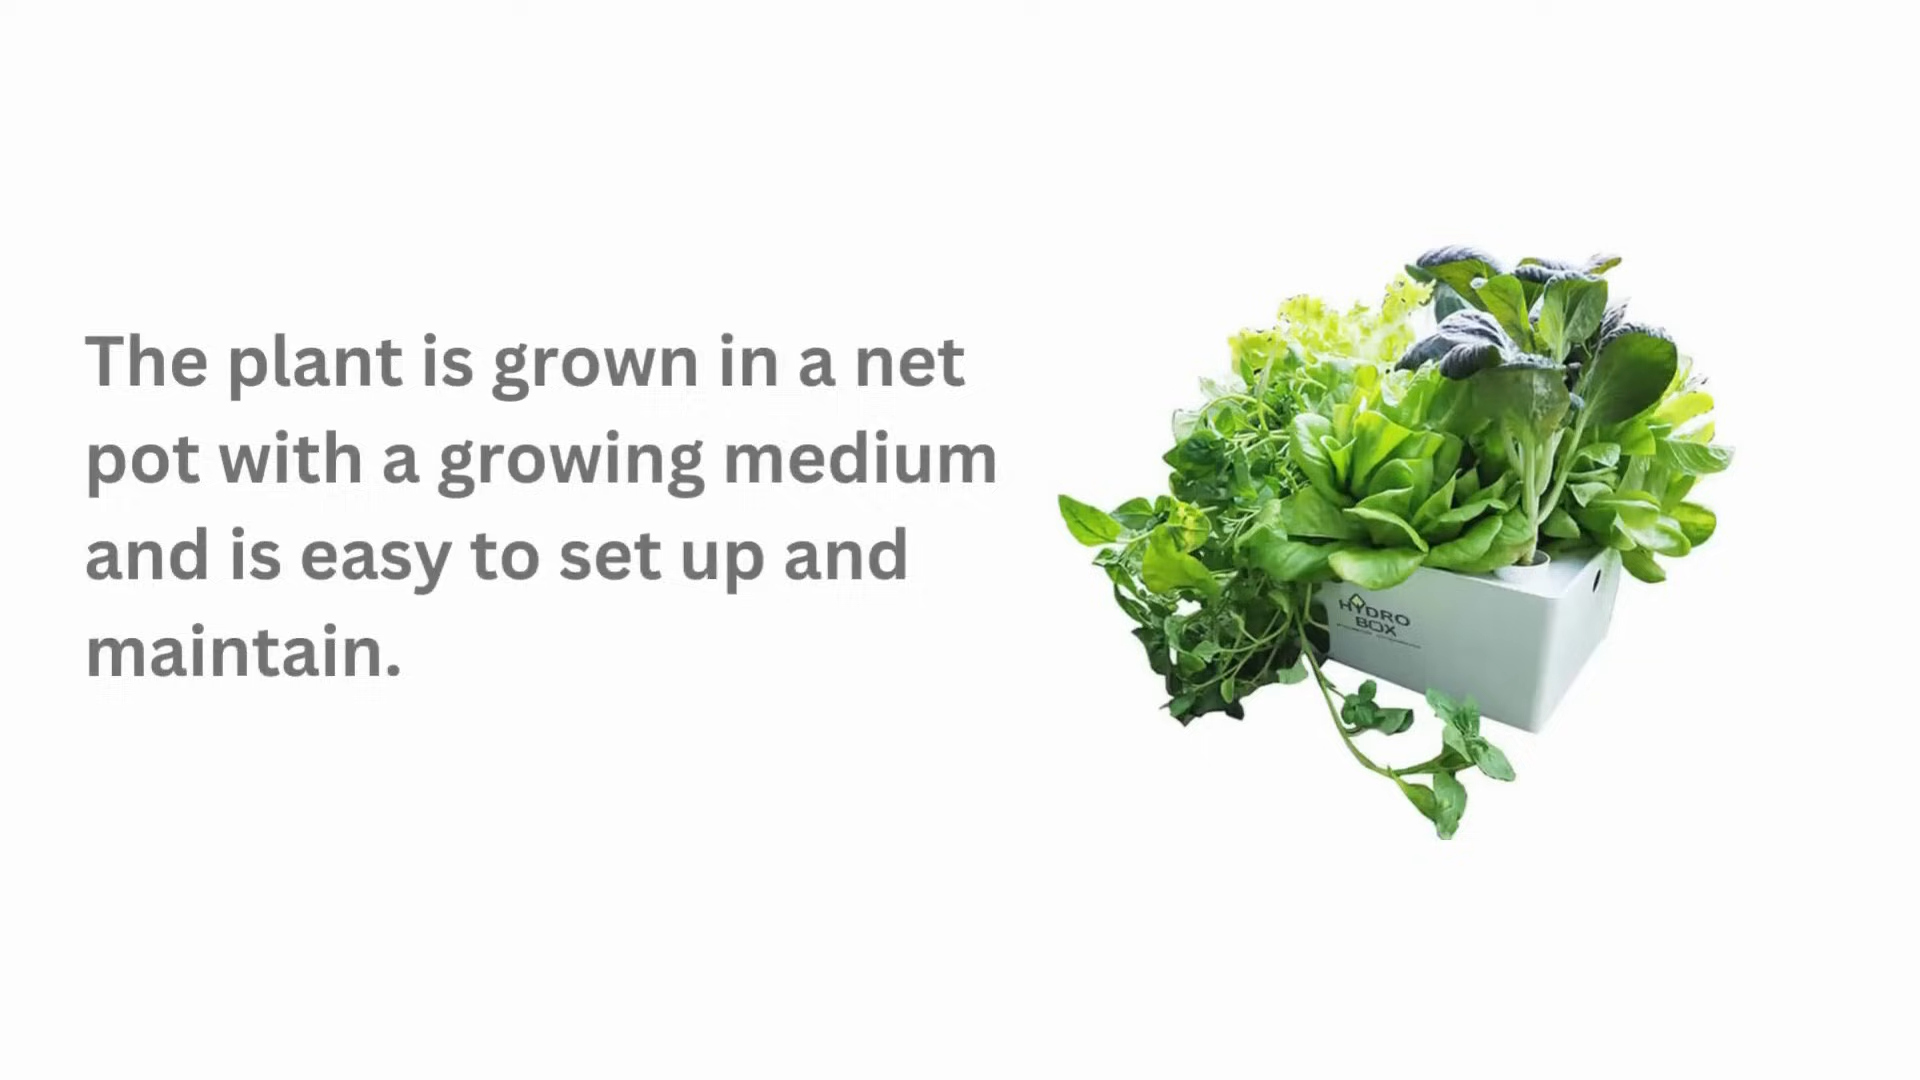 The plant is grown in a net
pot with a growing medium
and is easy to set up and
maintain.
HYDRO
BOX